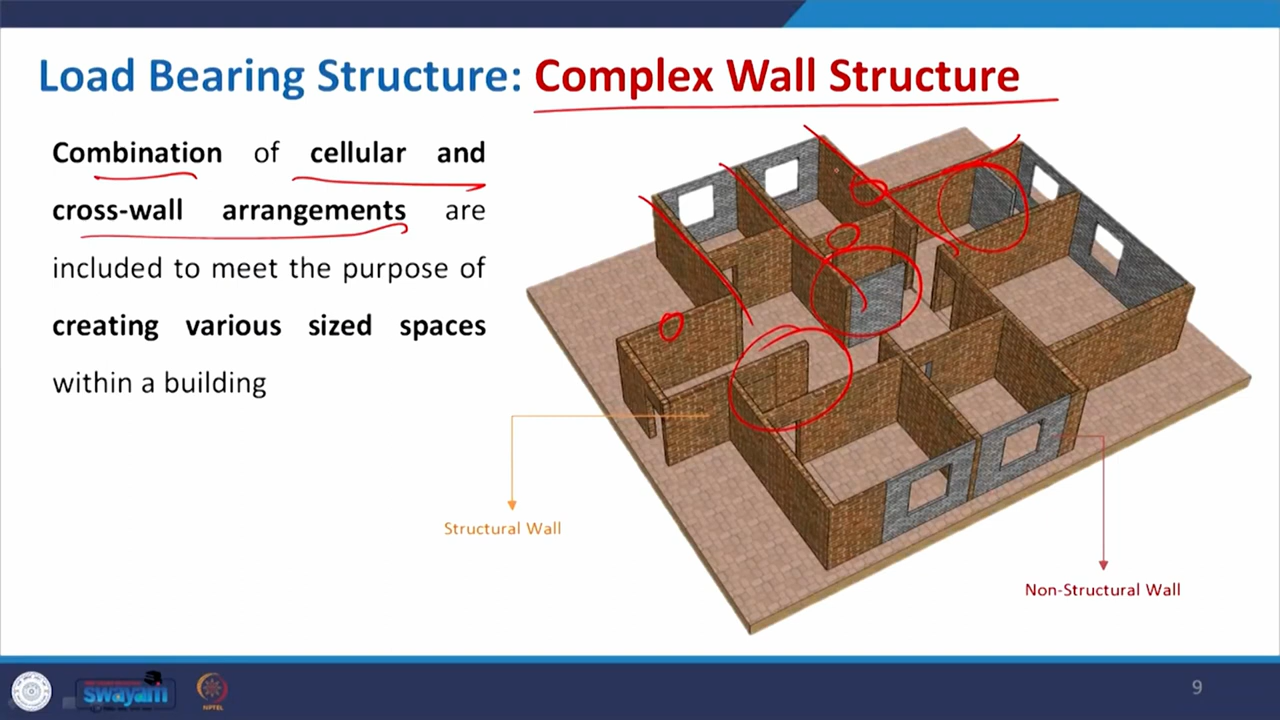 Load Bearing Structure: Complex Wall Structure
Combination of cellular and
cross-wall arrangements are
included to meet the purpose of
creating various sized spaces
within a building
Structural Wall
Non-Structural Wall
swayam
NPTEL
9